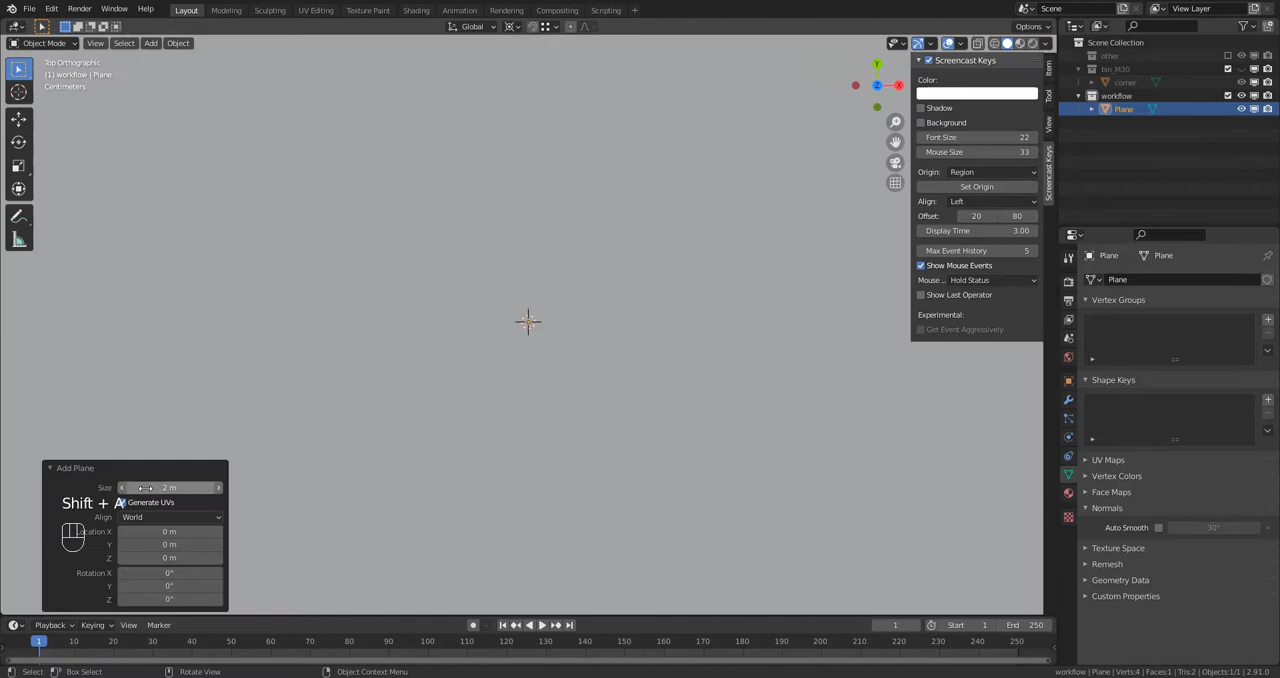 File Edit Render Window Help
Layout Modeling Sculpting UV Editing Texture Paint Shading Animation Rendering Compositing Scripting +
Scene
View Layer
Global
Options
Object Mode View Select Add Object
Top Orthographic
(1) workflow | Plane
Centimeters
Y
Z
X
Screencast Keys
Color:
Shadow
Background
Font Size 22
Mouse Size 33
Origin: Region
Set Origin
Align: Left
Offset: 20 80
Display Time 3.00
Max Event History 5
Show Mouse Events
Mouse... Hold Status
Show Last Operator
Experimental:
Get Event Aggressively
Item
Tool
View
Screencast Keys
Scene Collection
other
bin_M30
corner
workflow
Plane
Plane Plane
Plane
Vertex Groups
Shape Keys
UV Maps
Vertex Colors
Face Maps
Normals
Auto Smooth 30°
Texture Space
Remesh
Geometry Data
Custom Properties
Add Plane
Size 2 m
Shift + A
Generate UVs
Align World
Location X 0 m
Y 0 m
Z 0 m
Rotation X 0°
Y 0°
Z 0°
Playback Keying View Marker
1 Start 1 End 250
1 10 20 30 40 50 60 70 80 90 100 110 120 130 140 150 160 170 180 190 200 210 220 230 240 250
Select Box Select Rotate View Object Context Menu
workflow | Plane | Verts:4 | Faces:1 | Tris:2 | Objects:1/1 | 2.91.0